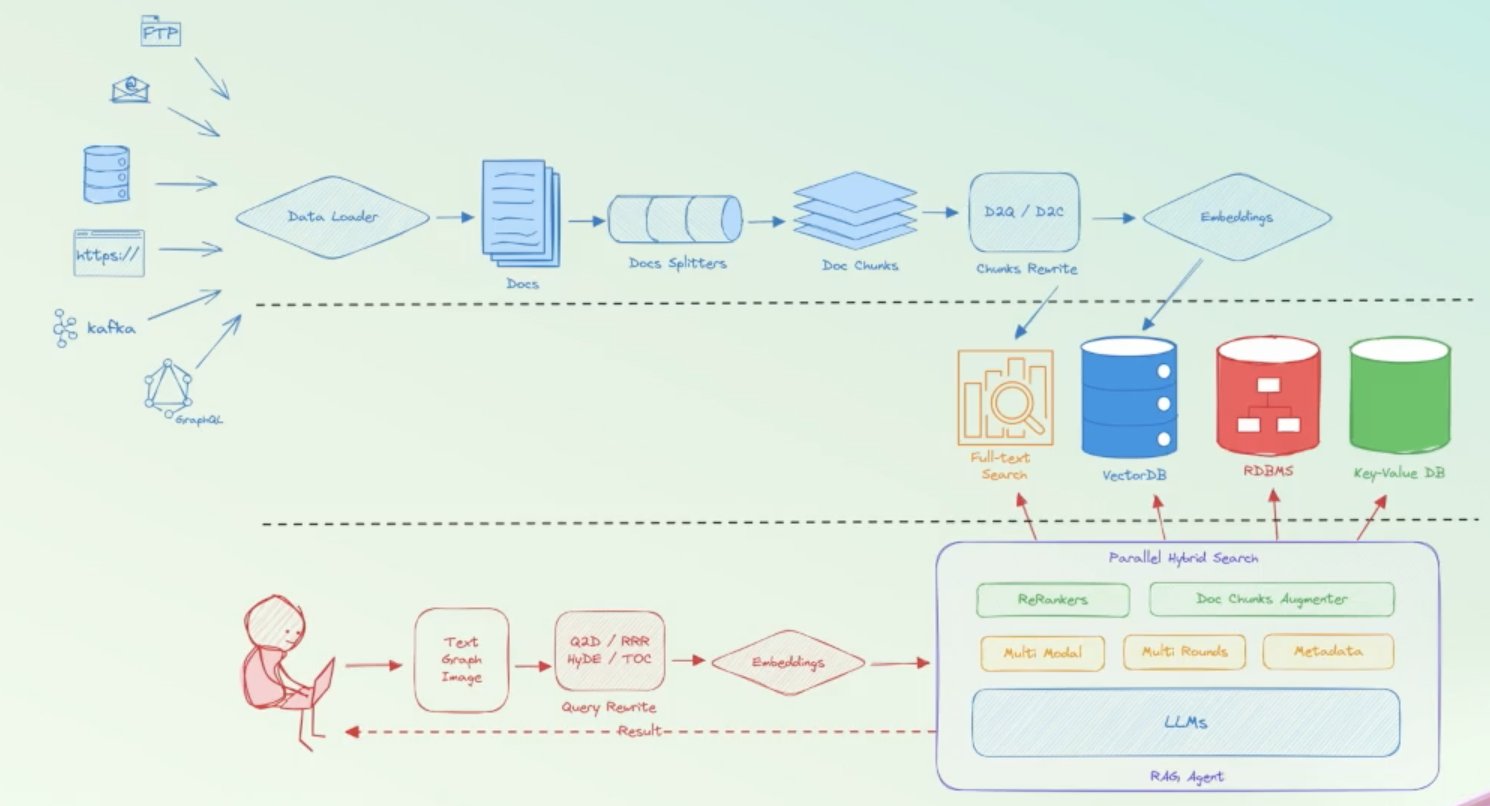 FTP
Data Loader
https://
kafka
GraphQL
Docs
Docs Splitters
Doc Chunks
D2Q / D2C
Chunks Rewrite
Embeddings
Full-text
Search
VectorDB
RDBMS
Key-Value DB
Text
Graph
Image
Q2D / RRR
HyDE / TOC
Query Rewrite
Embeddings
Result
Parallel Hybrid Search
ReRankers
Doc Chunks Augmenter
Multi Modal
Multi Rounds
Metadata
LLMs
RAG Agent